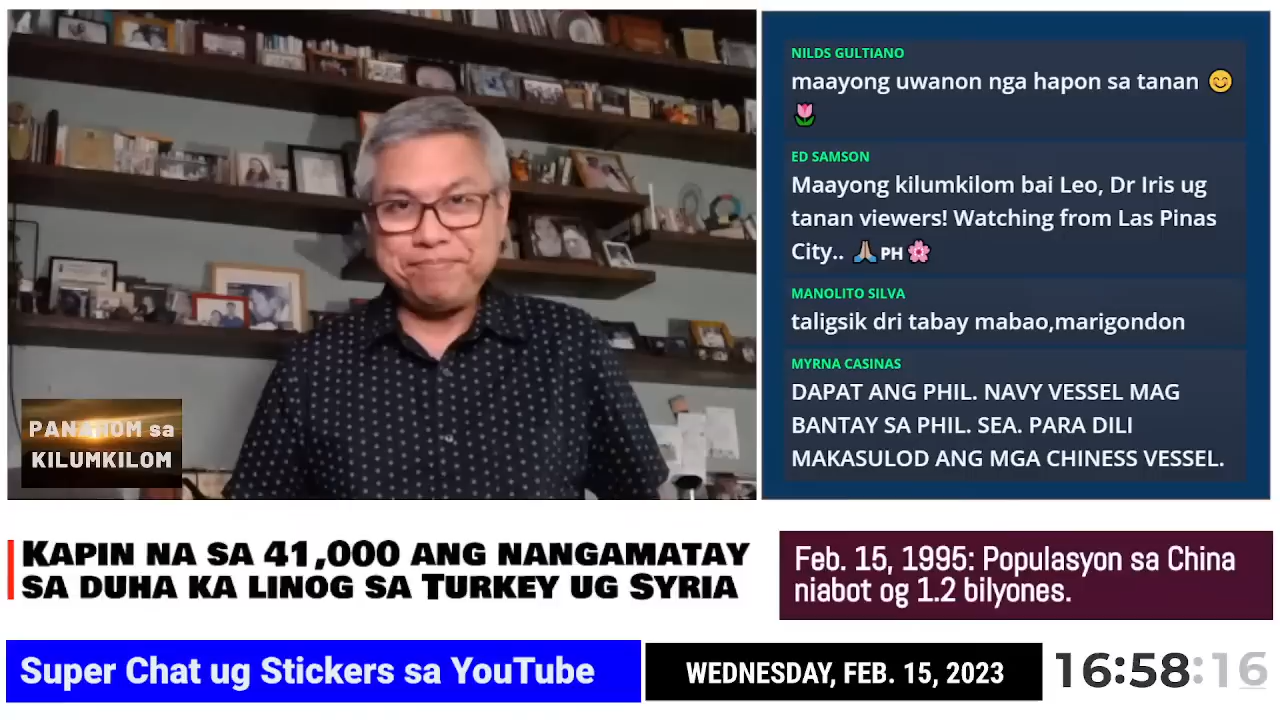 NILDS GULTIANO
maayong uwanon nga hapon sa tanan 😊
🌷
ED SAMSON
Maayong kilumkilom bai Leo, Dr Iris ug
tanan viewers! Watching from Las Pinas
City.. 🙏🏽 PH 🌸
MANOLITO SILVA
taligsik dri tabay mabao,marigondon
MYRNA CASINAS
DAPAT ANG PHIL. NAVY VESSEL MAG
BANTAY SA PHIL. SEA. PARA DILI
MAKASULOD ANG MGA CHINESS VESSEL.
PANAHOM sa
KILUMKILOM
KAPIN NA SA 41,000 ANG NANGAMATAY
SA DUHA KA LINOG SA TURKEY UG SYRIA
Feb. 15, 1995: Populasyon sa China
niabot og 1.2 bilyones.
Super Chat ug Stickers sa YouTube
WEDNESDAY, FEB. 15, 2023
16:58:16